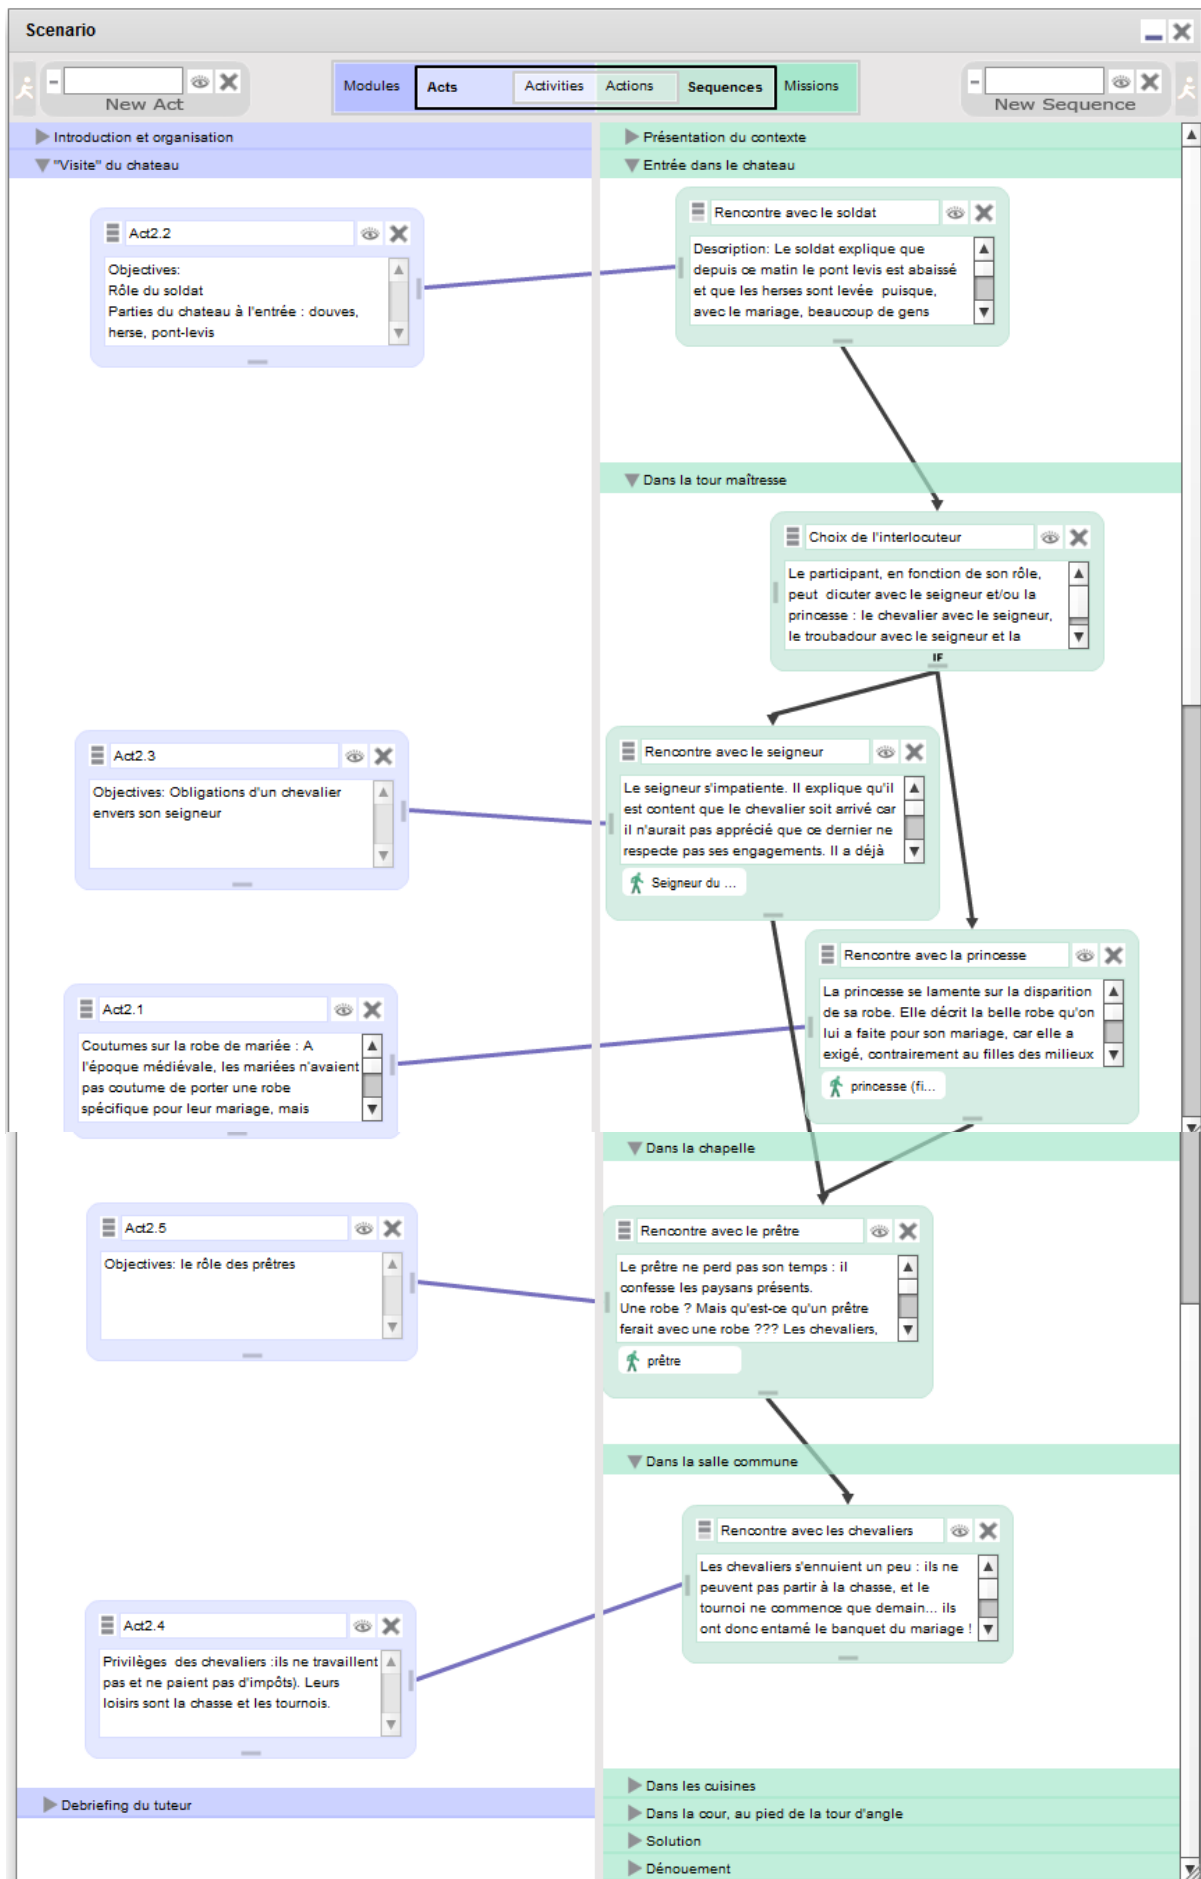 Scenario
New Act
Modules
Acts
Activities
Actions
Sequences
Missions
New Sequence
Introduction et organisation
"Visite" du chateau
Présentation du contexte
Entrée dans le chateau
Act2.2
Objectives:
Rôle du soldat
Parties du chateau à l'entrée : douves,
herse, pont-levis
Rencontre avec le soldat
Description: Le soldat explique que
depuis ce matin le pont levis est abaissé
et que les herses sont levée puisque,
avec le mariage, beaucoup de gens
Dans la tour maîtresse
Choix de l'interlocuteur
Le participant, en fonction de son rôle,
peut dicuter avec le seigneur et/ou la
princesse : le chevalier avec le seigneur,
le troubadour avec le seigneur et la
IF
Act2.3
Objectives: Obligations d'un chevalier
envers son seigneur
Rencontre avec le seigneur
Le seigneur s'impatiente. Il explique qu'il
est content que le chevalier soit arrivé car
il n'aurait pas apprécié que ce dernier ne
respecte pas ses engagements. Il a déjà
Seigneur du ...
Rencontre avec la princesse
La princesse se lamente sur la disparition
de sa robe. Elle décrit la belle robe qu'on
lui a faite pour son mariage, car elle a
exigé, contrairement au filles des milieux
princesse (fi...
Act2.1
Coutumes sur la robe de mariée : A
l'époque médiévale, les mariées n'avaient
pas coutume de porter une robe
spécifique pour leur mariage, mais
Dans la chapelle
Act2.5
Objectives: le rôle des prêtres
Rencontre avec le prêtre
Le prêtre ne perd pas son temps : il
confesse les paysans présents.
Une robe ? Mais qu'est-ce qu'un prêtre
ferait avec une robe ??? Les chevaliers,
prêtre
Dans la salle commune
Rencontre avec les chevaliers
Les chevaliers s'ennuient un peu : ils ne
peuvent pas partir à la chasse, et le
tournoi ne commence que demain... ils
ont donc entamé le banquet du mariage !
Act2.4
Privilèges des chevaliers :ils ne travaillent
pas et ne paient pas d'impôts). Leurs
loisirs sont la chasse et les tournois.
Debriefing du tuteur
Dans les cuisines
Dans la cour, au pied de la tour d'angle
Solution
Dénouement